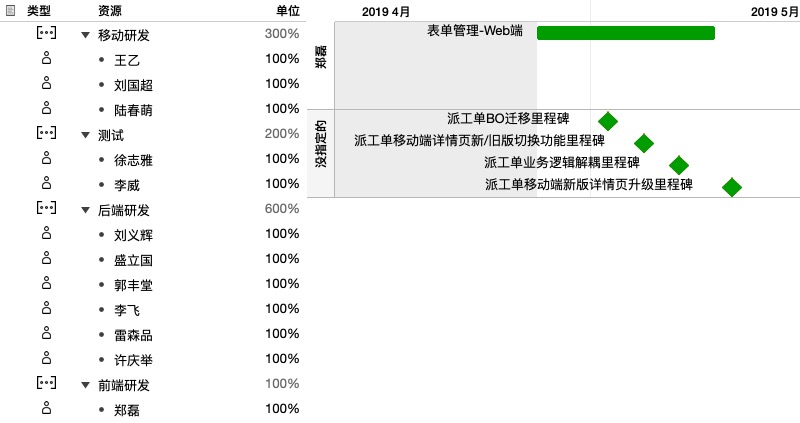 类型 资源 单位
移动研发 300%
王乙 100%
刘国超 100%
陆春萌 100%
测试 200%
徐志雅 100%
李威 100%
后端研发 600%
刘义辉 100%
盛立国 100%
郭丰堂 100%
李飞 100%
雷森品 100%
许庆举 100%
前端研发 100%
郑磊 100%
2019 4月 2019 5月
郑磊
表单管理-Web端
没指定的
派工单BO迁移里程碑
派工单移动端详情页新/旧版切换功能里程碑
派工单业务逻辑解耦里程碑
派工单移动端新版详情页升级里程碑